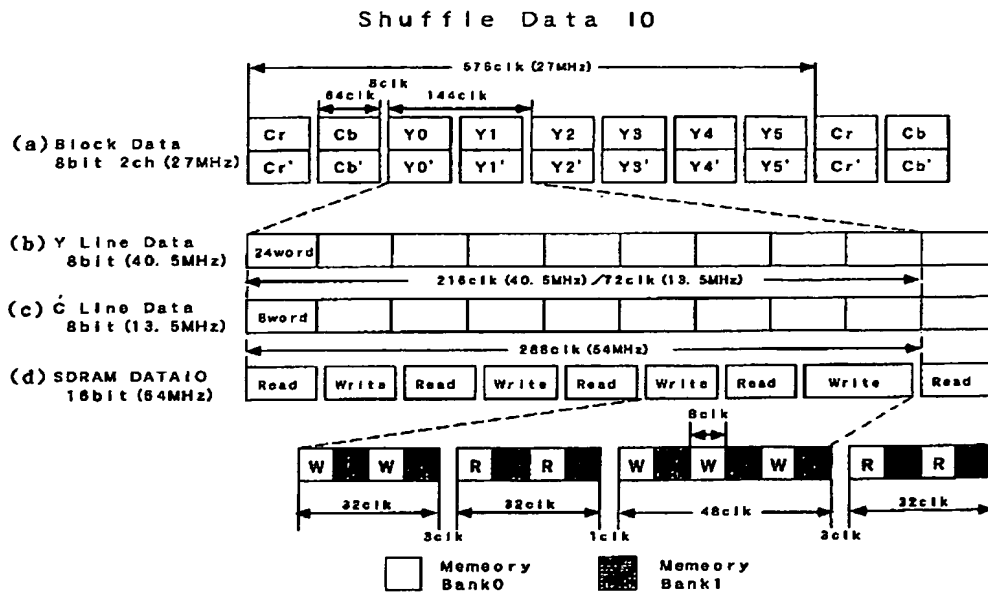 Shuffle Data IO
576clk (27MHz)
8clk
64clk
144clk
(a) Block Data
8bit 2ch (27MHz)
Cr Cb Y0 Y1 Y2 Y3 Y4 Y5 Cr Cb
Cr' Cb' Y0' Y1' Y2' Y3' Y4' Y5' Cr' Cb'
(b) Y Line Data
8bit (40.5MHz)
24word
216clk (40.5MHz)/72clk (13.5MHz)
(c) C Line Data
8bit (13.5MHz)
8word
288clk (54MHz)
(d) SDRAM DATAIO
16bit (54MHz)
Read Write Read Write Read Write Read Write Read
8clk
W W R R W W W R R
32clk 32clk 48clk 32clk
3clk 1clk 3clk
Memeory
Bank0
Memeory
Bank1